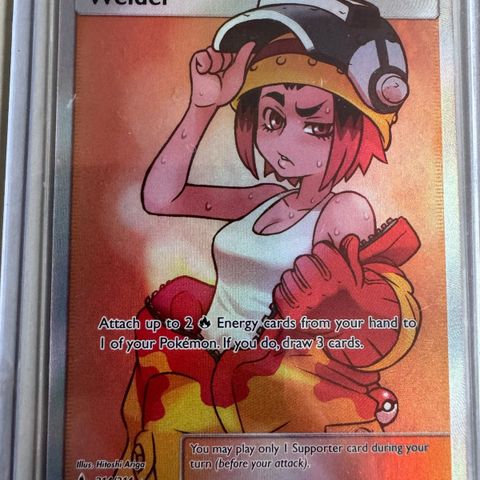 Welder
Attach up to 2 Energy cards from your hand to
1 of your Pokémon. If you do, draw 3 cards.
You may play only 1 Supporter card during your
turn (before your attack).
Illus. Hitoshi Ariga